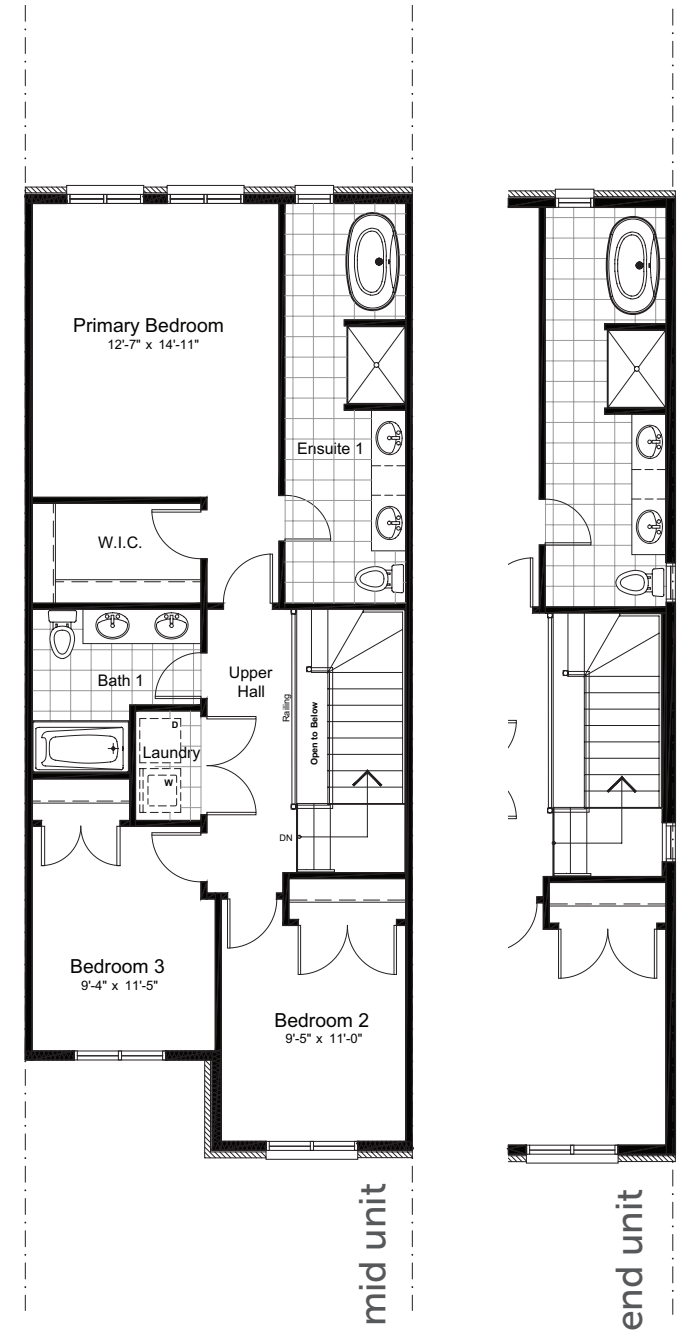 Primary Bedroom
12'-7" x 14'-11"
Ensuite 1
W.I.C.
Bath 1
Upper
Hall
Railing
Open to Below
D
Laundry
W
DN
Bedroom 3
9'-4" x 11'-5"
Bedroom 2
9'-5" x 11'-0"
mid unit
end unit